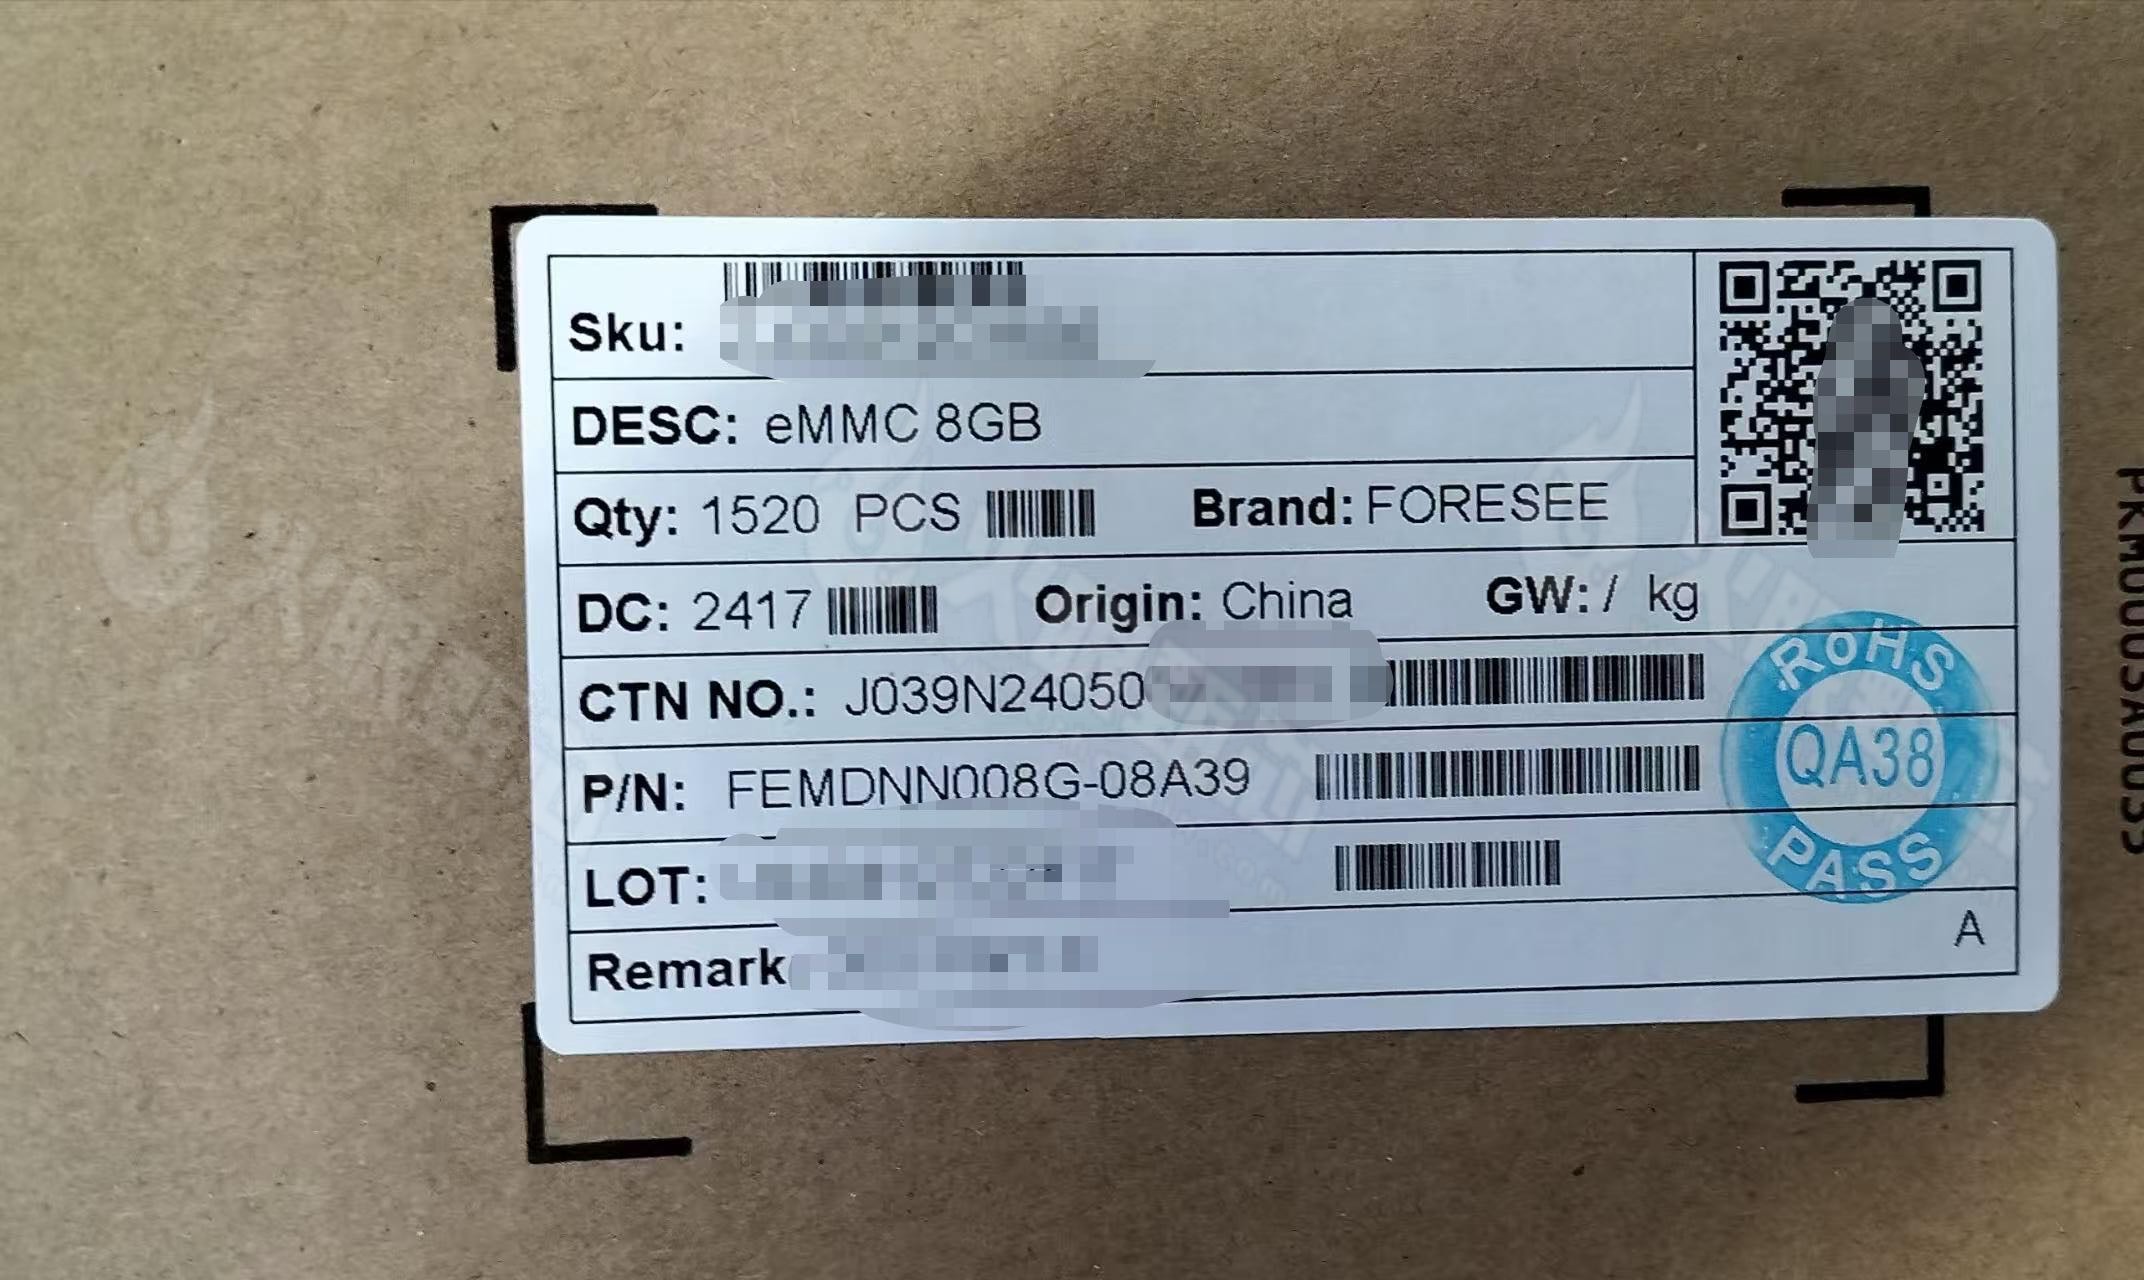 Sku:
DESC: eMMC 8GB
Qty: 1520 PCS Brand: FORESEE
DC: 2417 Origin: China GW: / kg
CTN NO.: J039N24050
P/N: FEMDNN008G-08A39
LOT:
Remark
A
RoHS
QA38
PASS